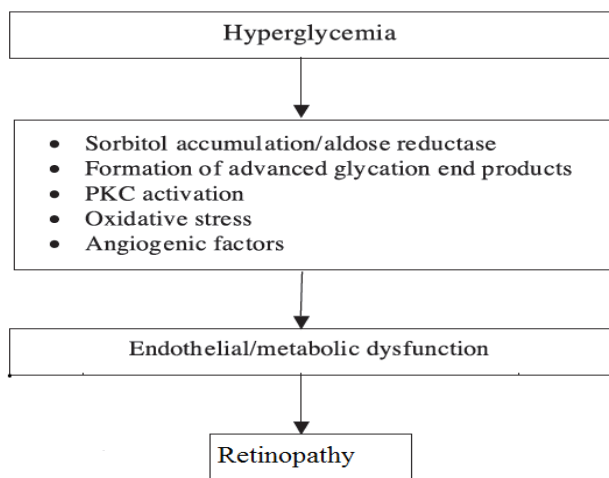 Hyperglycemia
• Sorbitol accumulation/aldose reductase
• Formation of advanced glycation end products
• PKC activation
• Oxidative stress
• Angiogenic factors
Endothelial/metabolic dysfunction
Retinopathy